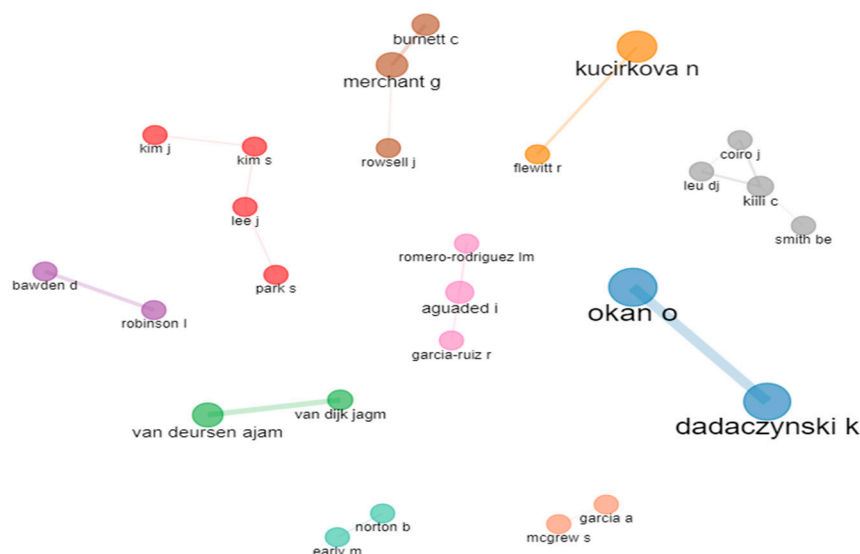 burnett c
kucirkova n
merchant g
kim j
kim s
rowsell j
flewitt r
coiro j
leu dj
kiili c
lee j
smith be
romero-rodriguez lm
park s
bawden d
aguaded i
okan o
robinson l
garcia-ruiz r
van dijk jagm
van deursen ajam
dadaczynski k
garcia a
norton b
mcgrew s
early m